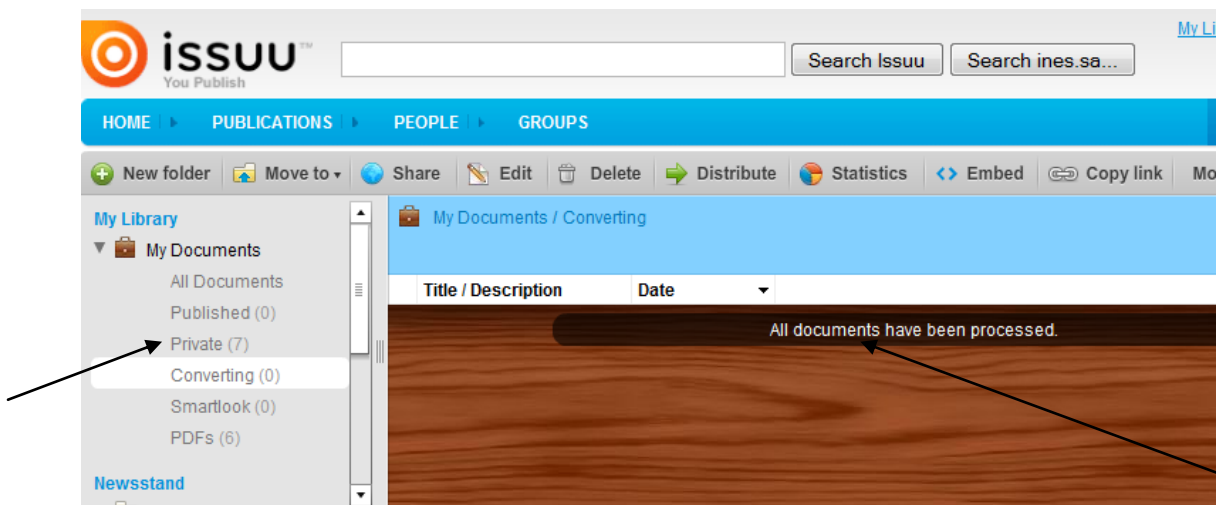 My Li
issuu™
You Publish
Search Issuu
Search ines.sa...
HOME PUBLICATIONS PEOPLE GROUPS
New folder Move to Share Edit Delete Distribute Statistics Embed Copy link Mo
My Library
My Documents / Converting
My Documents
All Documents
Title / Description Date
Published (0)
All documents have been processed.
Private (7)
Converting (0)
Smartlook (0)
PDFs (6)
Newsstand